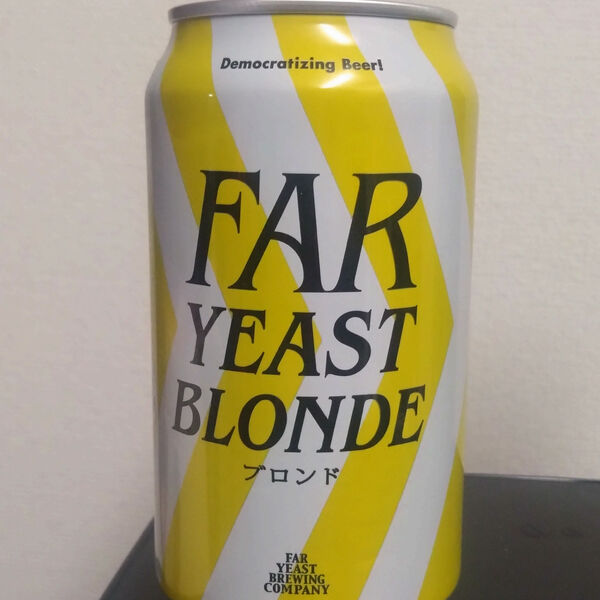 Democratizing Beer!
FAR
YEAST
BLONDE
ブロンド
FAR
YEAST
BREWING
COMPANY